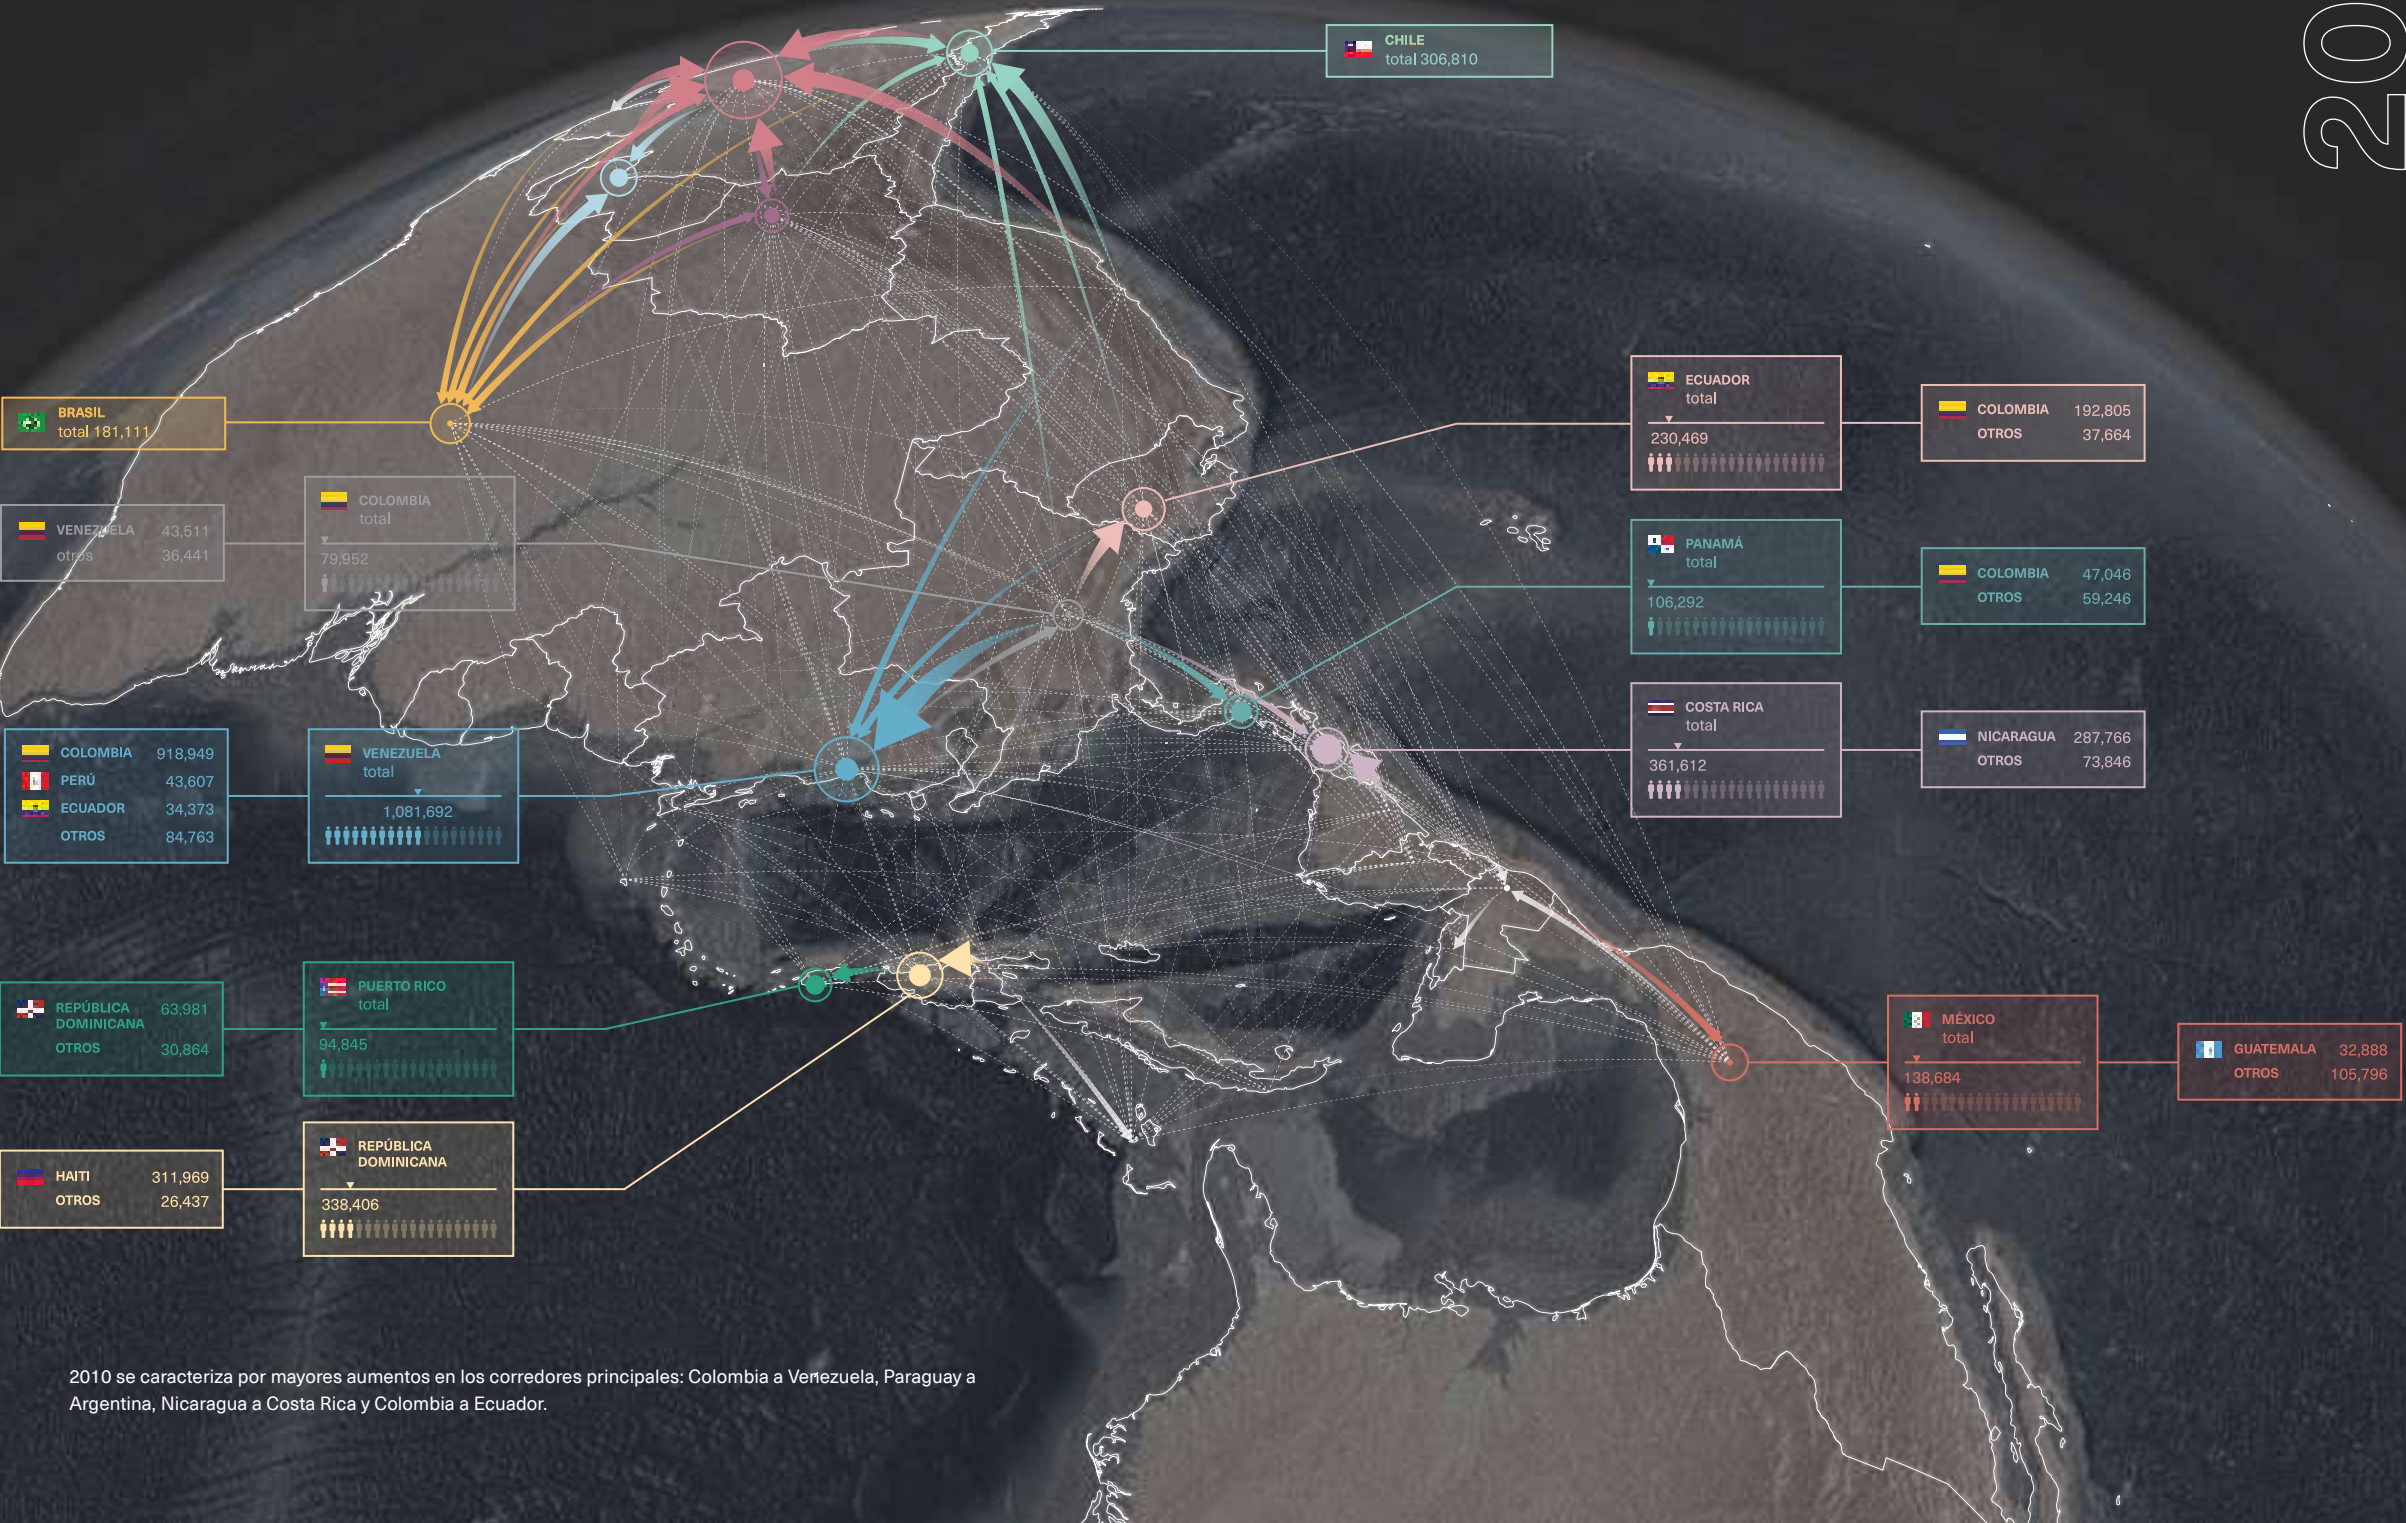 20
CHILE
total 306,810
BRASIL
total 181,111
ECUADOR
total
230,469
COLOMBIA 192,805
OTROS 37,664
VENEZUELA 43,511
otros 36,441
COLOMBIA
total
79,952
PANAMÁ
total
106,292
COLOMBIA 47,046
OTROS 59,246
COSTA RICA
total
361,612
NICARAGUA 287,766
OTROS 73,846
COLOMBIA 918,949
PERÚ 43,607
ECUADOR 34,373
OTROS 84,763
VENEZUELA
total
1,081,692
REPÚBLICA DOMINICANA 63,981
OTROS 30,864
PUERTO RICO
total
94,845
MÉXICO
total
138,684
GUATEMALA 32,888
OTROS 105,796
HAITI 311,969
OTROS 26,437
REPÚBLICA
DOMINICANA
338,406
2010 se caracteriza por mayores aumentos en los corredores principales: Colombia a Venezuela, Paraguay a
Argentina, Nicaragua a Costa Rica y Colombia a Ecuador.